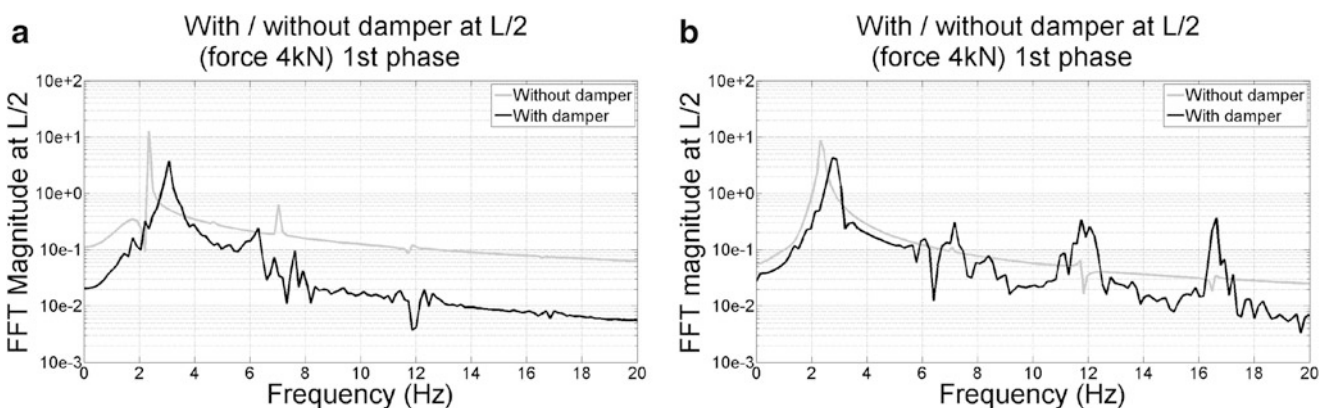 a
With / without damper at L/2
(force 4kN) 1st phase
FFT Magnitude at L/2
10e+2
10e+1
10e+0
10e-1
10e-2
10e-3
Without damper
With damper
0 2 4 6 8 10 12 14 16 18 20
Frequency (Hz)
b
With / without damper at L/2
(force 4kN) 1st phase
FFT magnitude at L/2
10e+2
10e+1
10e+0
10e-1
10e-2
10e-3
Without damper
With damper
0 2 4 6 8 10 12 14 16 18 20
Frequency (Hz)